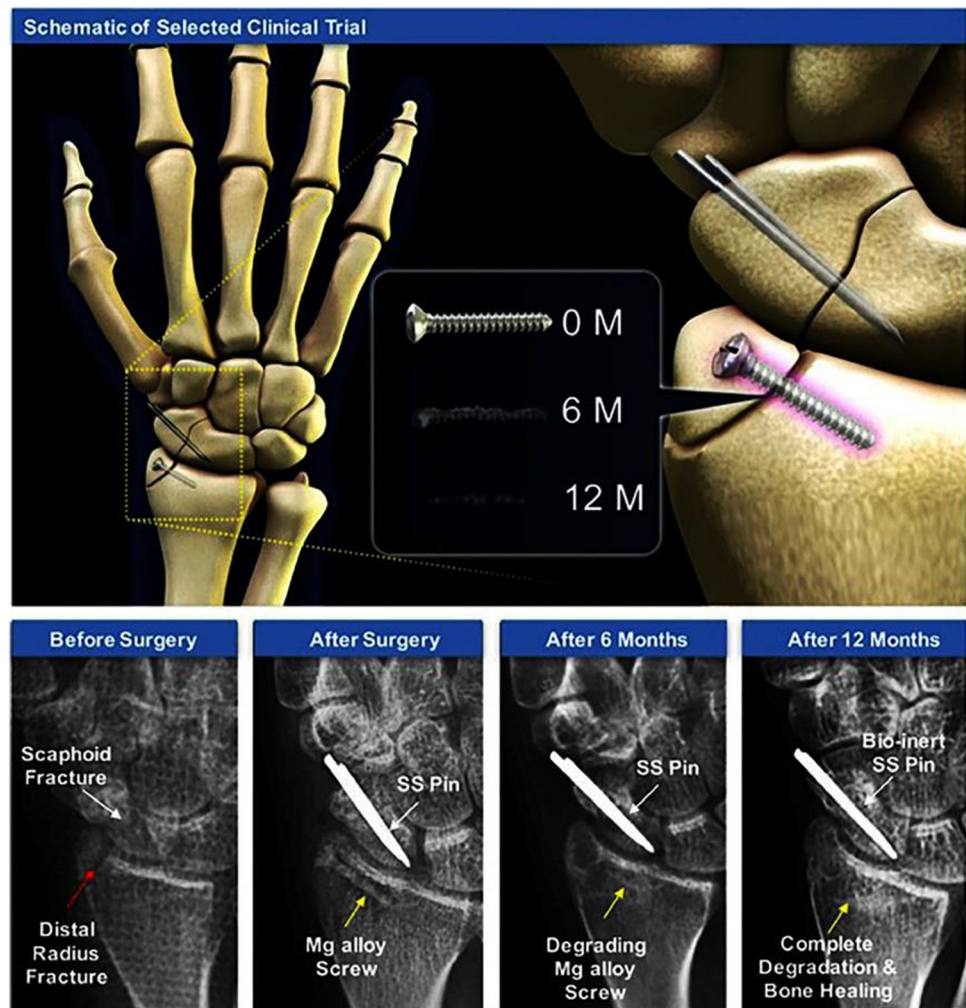 Schematic of Selected Clinical Trial
0 M
6 M
12 M
Before Surgery
After Surgery
After 6 Months
After 12 Months
Scaphoid
Fracture
Distal
Radius
Fracture
SS Pin
Mg alloy
Screw
SS Pin
Degrading
Mg alloy
Screw
Bio-inert
SS Pin
Complete
Degradation &
Bone Healing